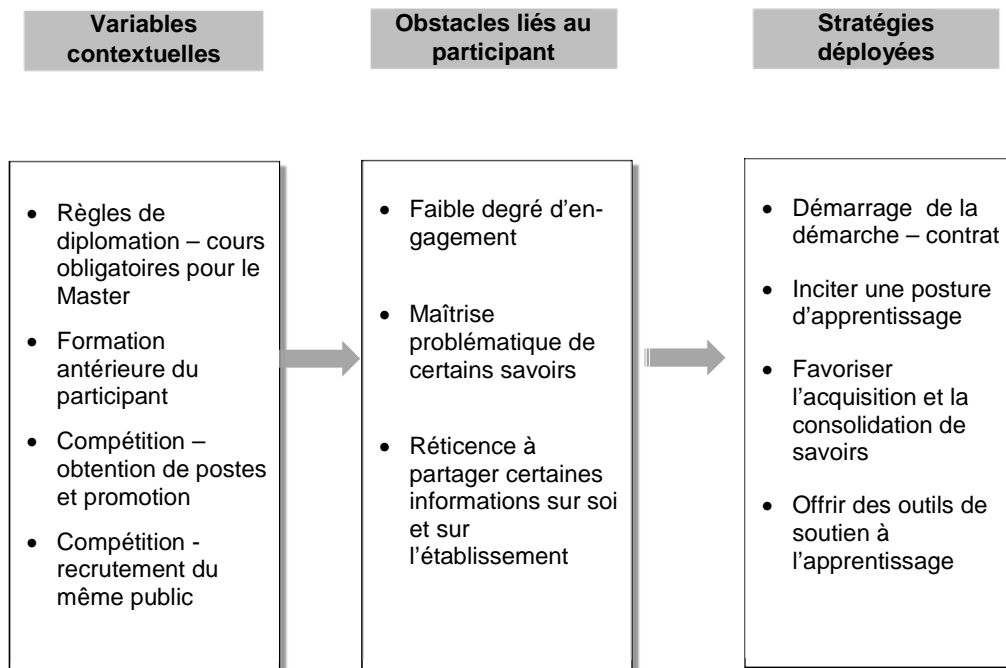 Variables
contextuelles
Obstacles liés au
participant
Stratégies
déployées
• Règles de
diplomation – cours
obligatoires pour le
Master
• Formation
antérieure du
participant
• Compétition –
obtention de postes
et promotion
• Compétition -
recrutement du
même public
• Faible degré d'en-
gagement
• Maîtrise
problématique de
certains savoirs
• Réticence à
partager certaines
informations sur soi
et sur
l'établissement
• Démarrage de la
démarche – contrat
• Inciter une posture
d'apprentissage
• Favoriser
l'acquisition et la
consolidation de
savoirs
• Offrir des outils de
soutien à
l'apprentissage